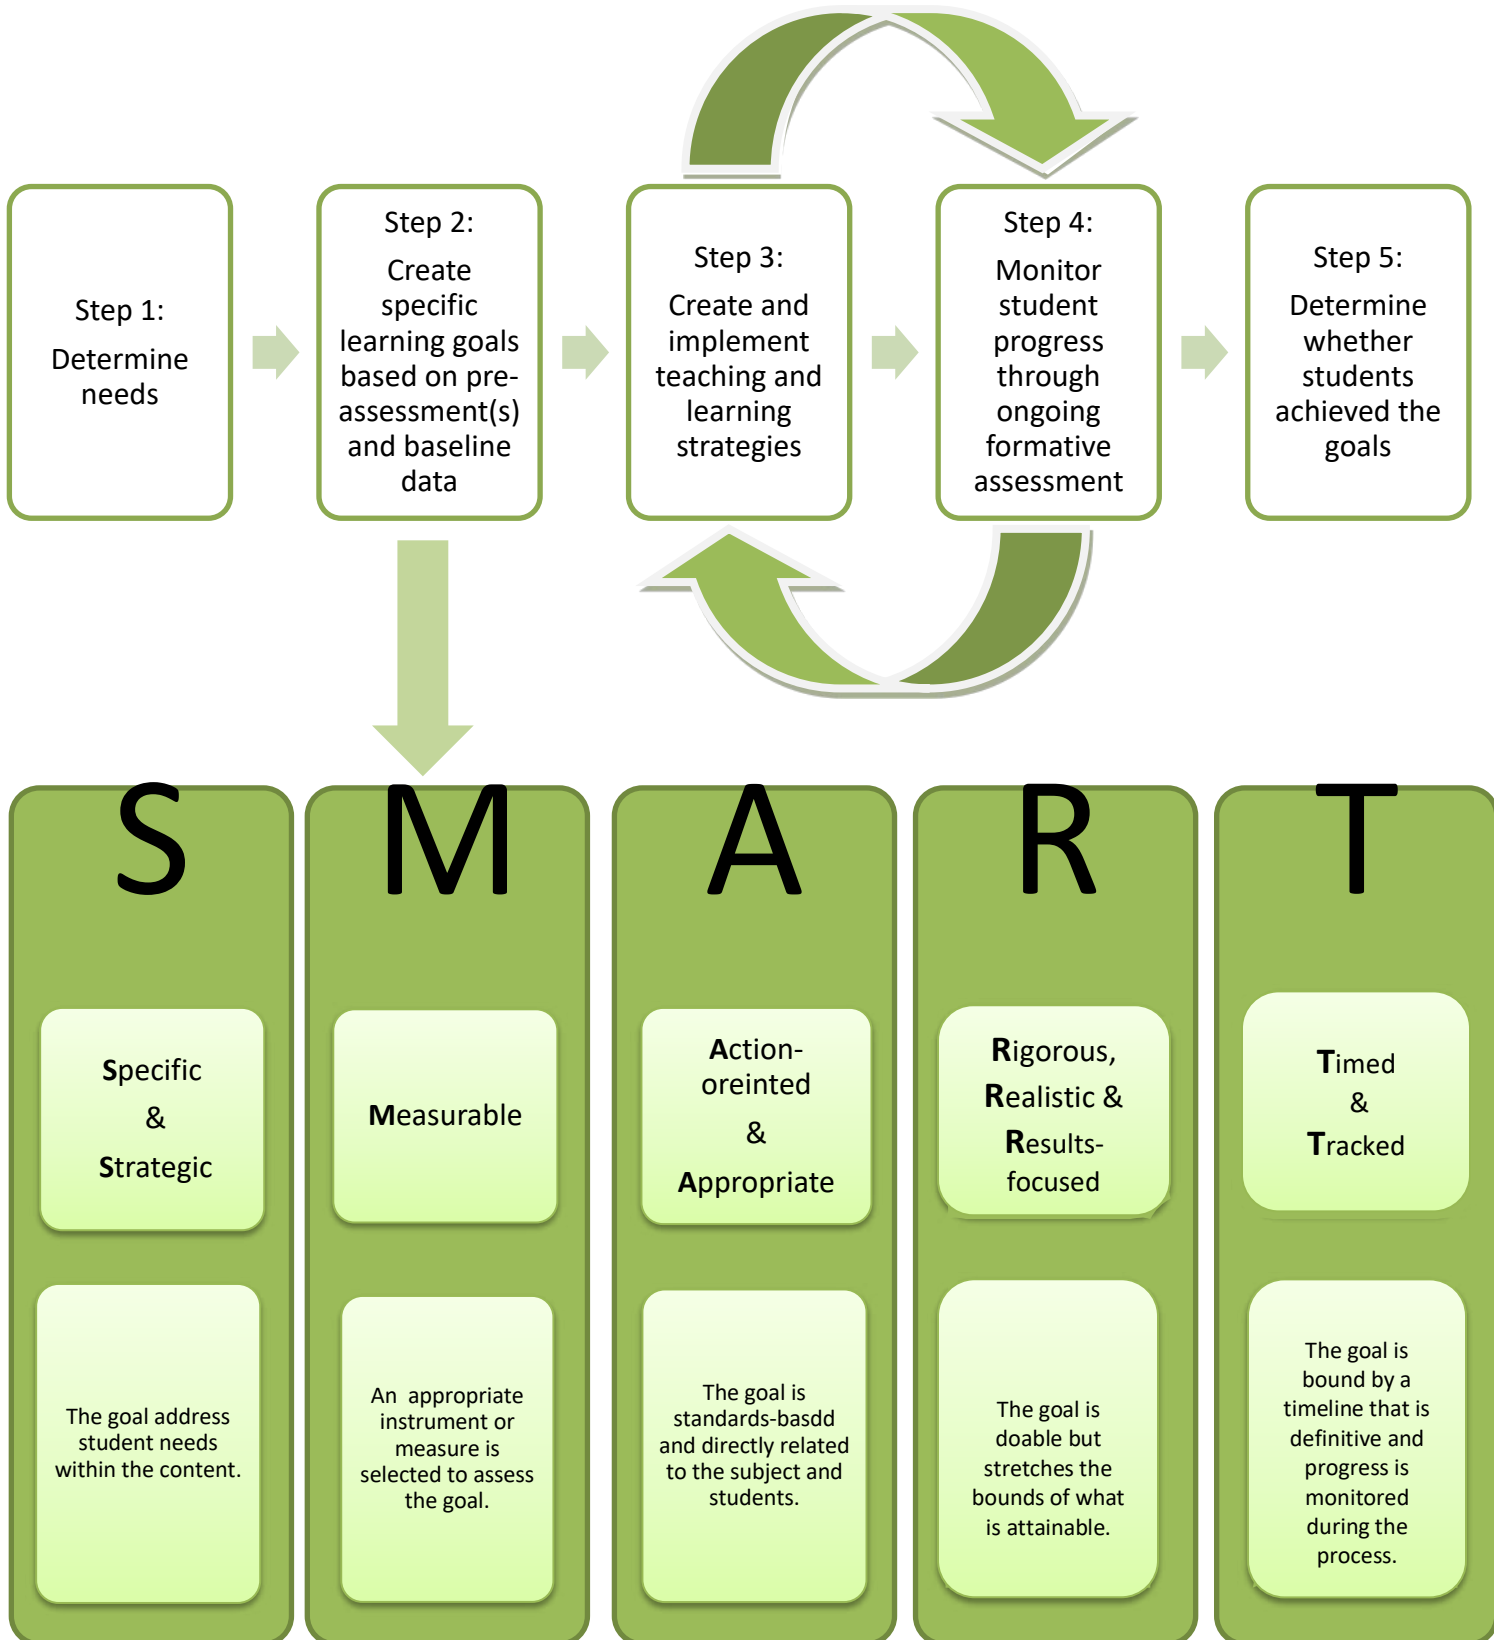 Step 1:
Determine
needs
Step 2:
Create
specific
learning goals
based on pre-
assessment(s)
and baseline
data
Step 3:
Create and
implement
teaching and
learning
strategies
Step 4:
Monitor
student
progress
through
ongoing
formative
assessment
Step 5:
Determine
whether
students
achieved the
goals
S
Specific
&
Strategic
The goal address
student needs
within the content.
M
Measurable
An appropriate
instrument or
measure is
selected to assess
the goal.
A
Action-
oreinted
&
Appropriate
The goal is
standards-basdd
and directly related
to the subject and
students.
R
Rigorous,
Realistic &
Results-
focused
The goal is
doable but
stretches the
bounds of what
is attainable.
T
Timed
&
Tracked
The goal is
bound by a
timeline that is
definitive and
progress is
monitored
during the
process.